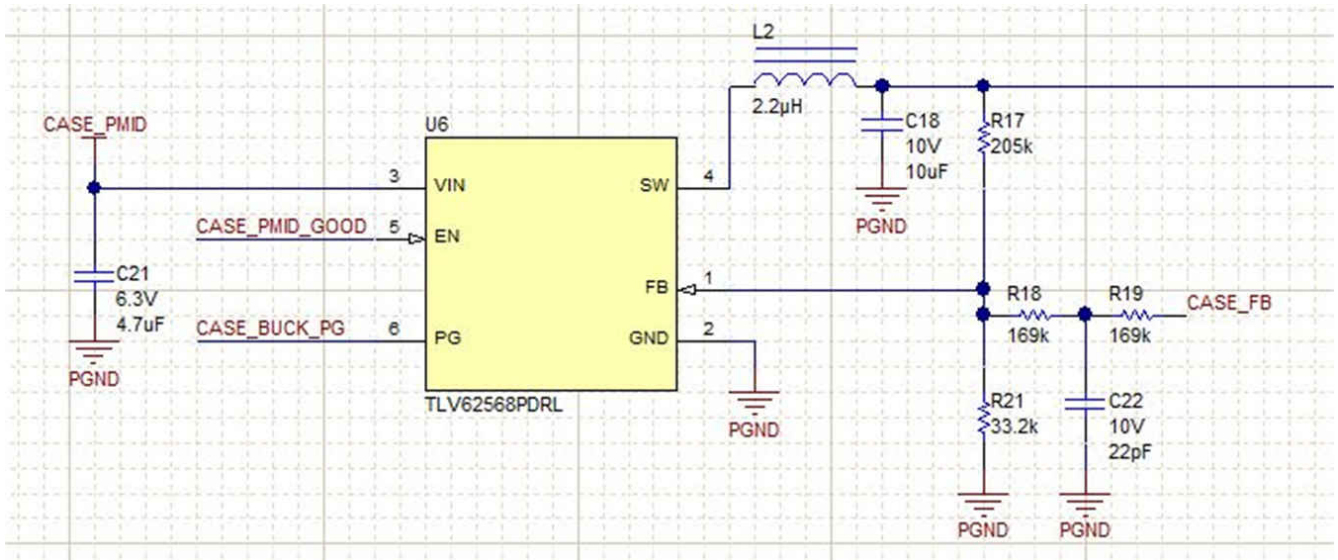 L2
2.2µH
CASE_PMID
U6
C18
10V
10uF
R17
205k
3
VIN
SW
4
PGND
CASE_PMID_GOOD
5
EN
C21
6.3V
4.7uF
FB
1
R18
169k
R19
169k
CASE_FB
CASE_BUCK_PG
6
PG
GND
2
PGND
TLV62568PDRL
PGND
R21
33.2k
C22
10V
22pF
PGND
PGND